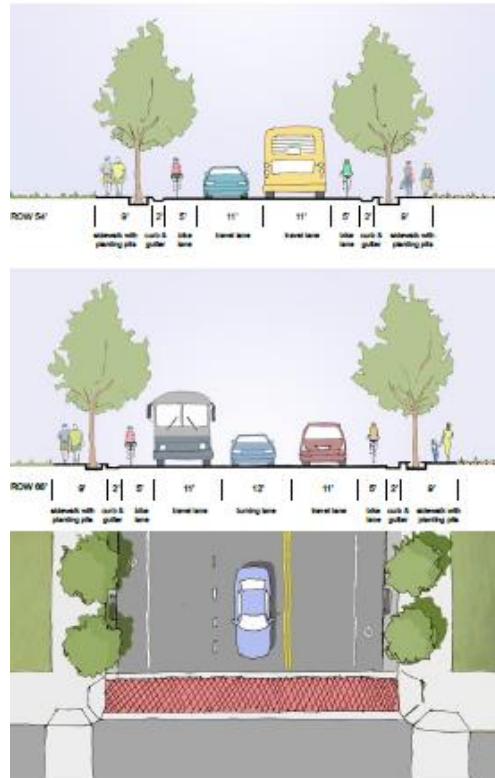 ROW 54' 9' 2' 5' 11' 11' 5' 2' 9'
sidewalk with curb & bike travel lane travel lane bike curb & sidewalk with
planting pits gutter lane lane gutter planting pits
ROW 66' 9' 2' 5' 11' 12' 11' 5' 2' 9'
sidewalk with curb & bike travel lane turning lane travel lane bike curb & sidewalk with
planting pits gutter lane lane gutter planting pits